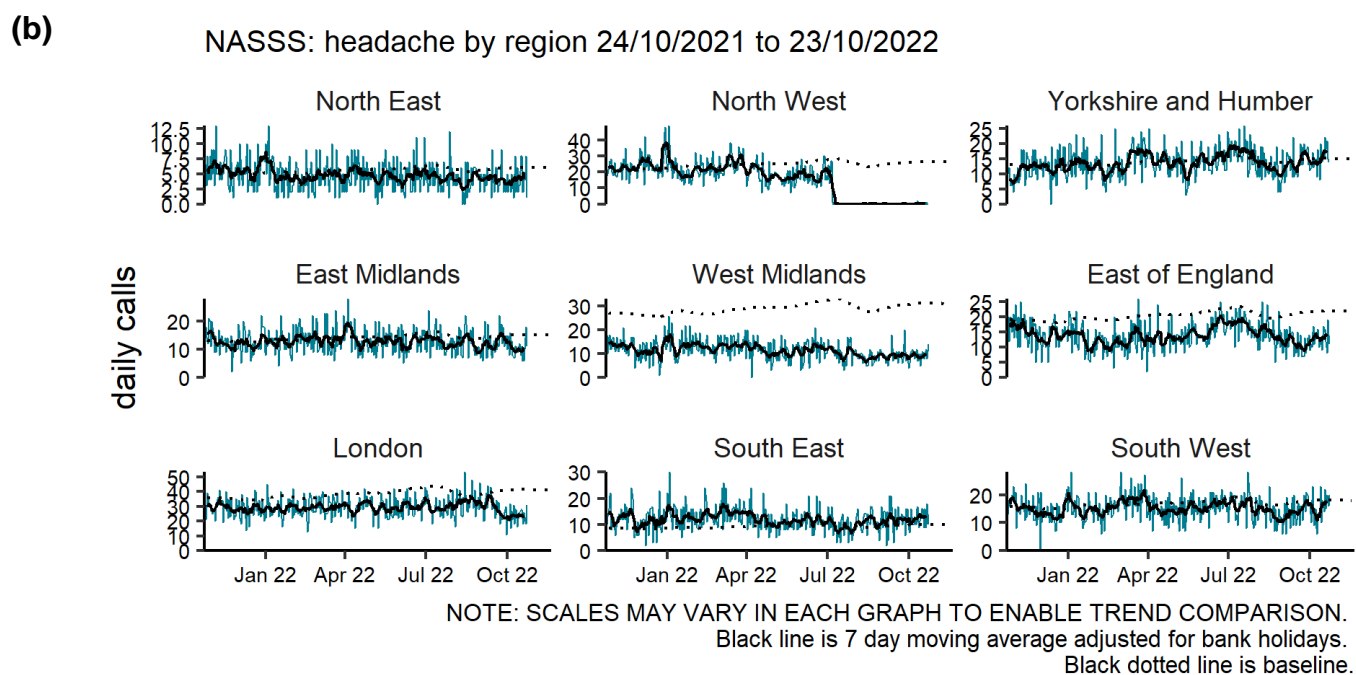 (b)
NASSS: headache by region 24/10/2021 to 23/10/2022
North East
North West
Yorkshire and Humber
12.5
10.0
7.5
5.0
2.5
0.0
40
30
20
10
0
25
20
15
10
5
0
daily calls
East Midlands
West Midlands
East of England
20
10
0
30
20
10
0
25
20
15
10
5
0
London
South East
South West
50
40
30
20
10
0
30
20
10
0
20
10
0
Jan 22 Apr 22 Jul 22 Oct 22
Jan 22 Apr 22 Jul 22 Oct 22
Jan 22 Apr 22 Jul 22 Oct 22
NOTE: SCALES MAY VARY IN EACH GRAPH TO ENABLE TREND COMPARISON.
Black line is 7 day moving average adjusted for bank holidays.
Black dotted line is baseline.